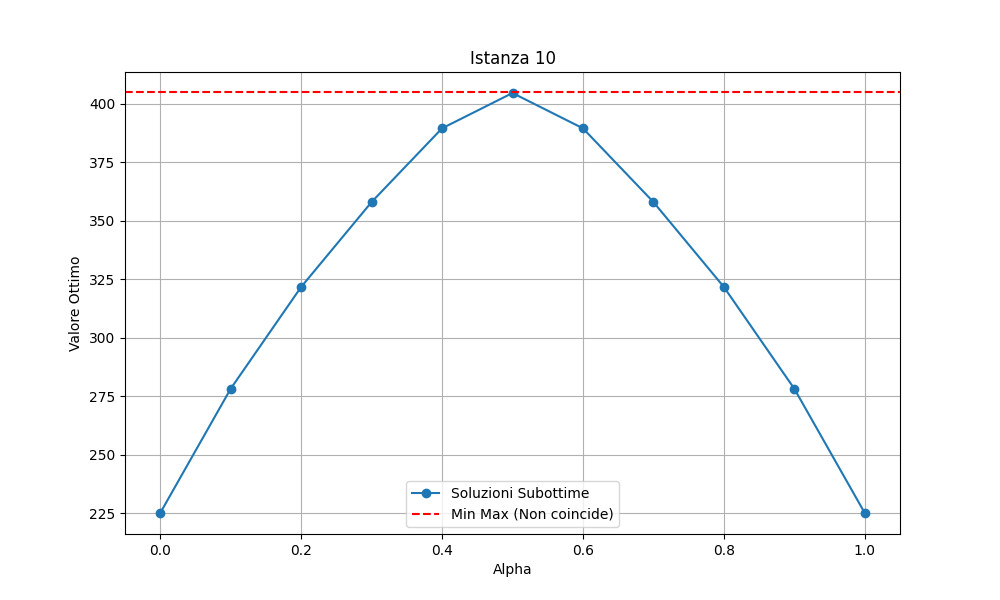 Istanza 10
Valore Ottimo
400
375
350
325
300
275
250
225
0.0
0.2
0.4
0.6
0.8
1.0
Alpha
Soluzioni Subottime
Min Max (Non coincide)